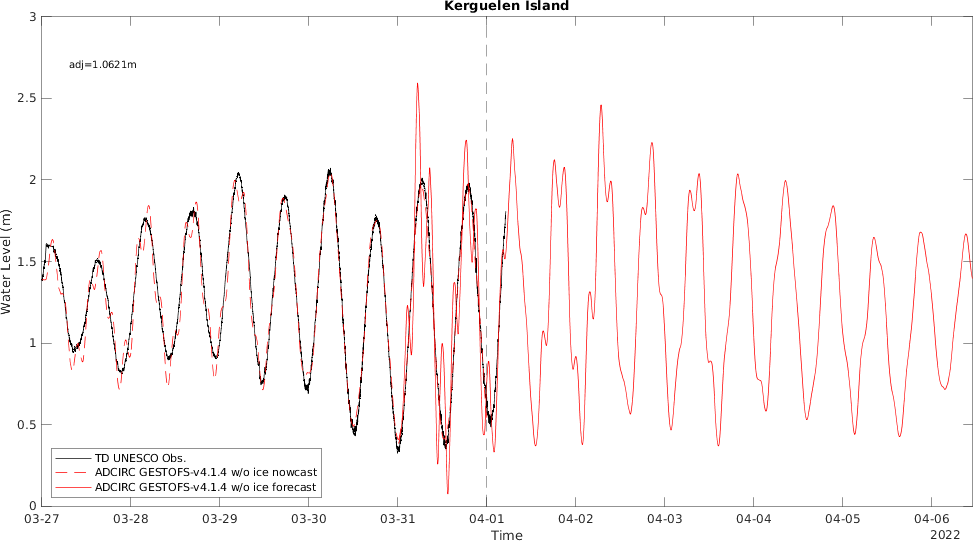 Kerguelen Island
3
adj=1.0621m
2.5
2
Water Level (m)
1.5
1
0.5
TD UNESCO Obs.
ADCIRC GESTOFS-v4.1.4 w/o ice nowcast
ADCIRC GESTOFS-v4.1.4 w/o ice forecast
0
03-27 03-28 03-29 03-30 03-31 04-01 04-02 04-03 04-04 04-05 04-06
Time
2022